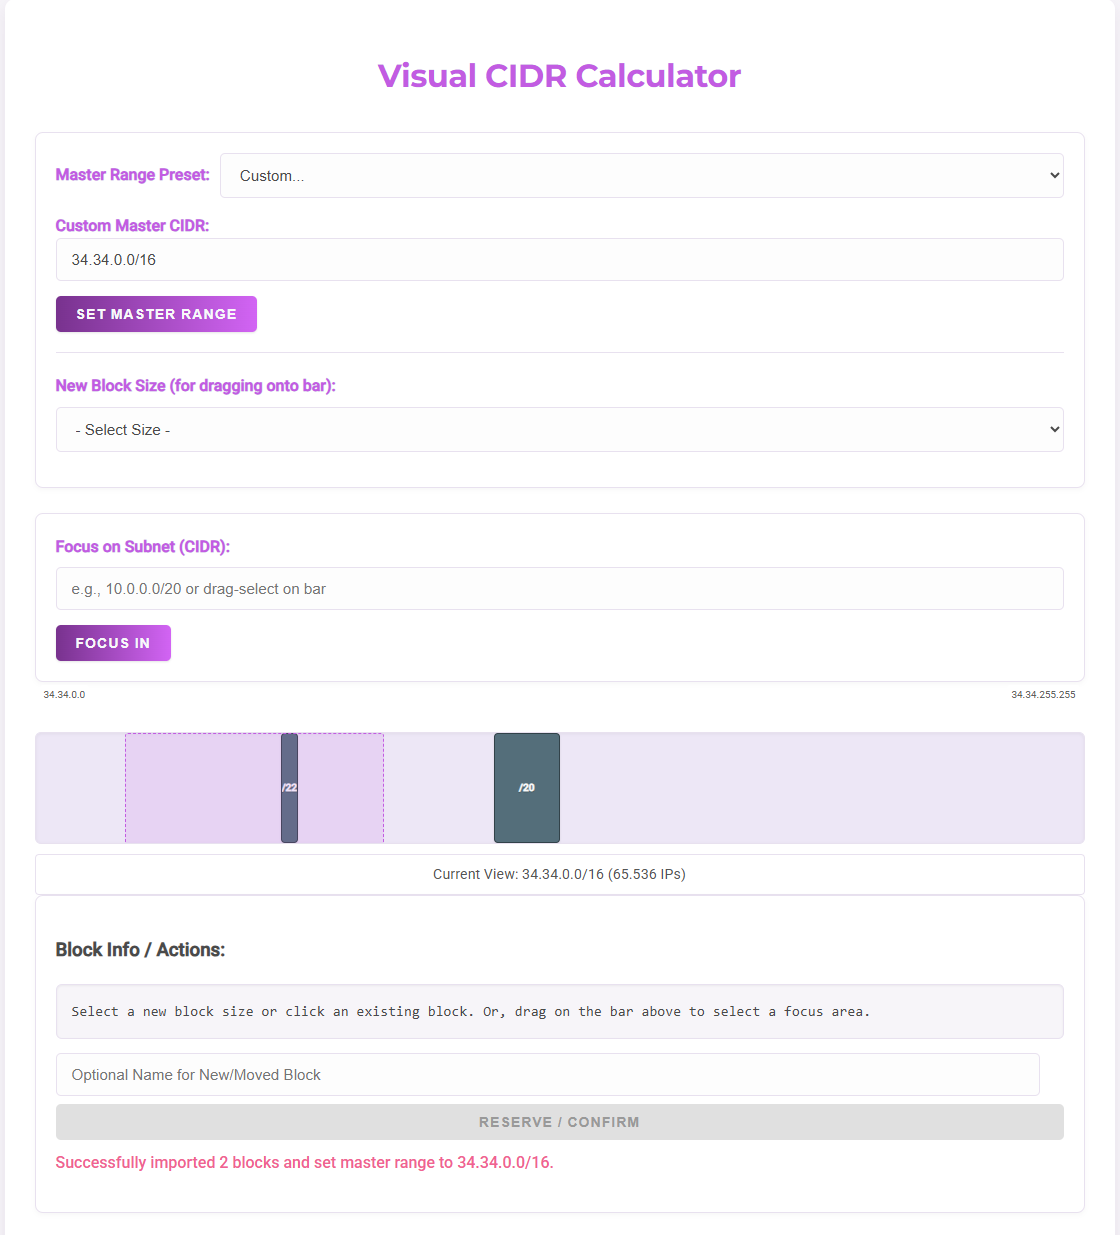 Visual CIDR Calculator
Master Range Preset:
Custom...
Custom Master CIDR:
34.34.0.0/16
SET MASTER RANGE
New Block Size (for dragging onto bar):
- Select Size -
Focus on Subnet (CIDR):
e.g., 10.0.0.0/20 or drag-select on bar
FOCUS IN
34.34.0.0
34.34.255.255
/22
/20
Current View: 34.34.0.0/16 (65.536 IPs)
Block Info / Actions:
Select a new block size or click an existing block. Or, drag on the bar above to select a focus area.
Optional Name for New/Moved Block
RESERVE / CONFIRM
Successfully imported 2 blocks and set master range to 34.34.0.0/16.